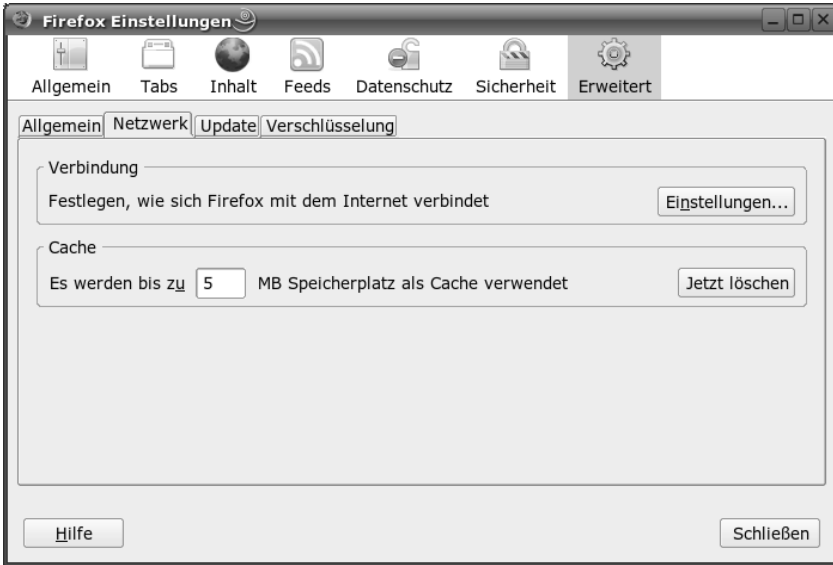 Firefox Einstellungen
Allgemein Tabs Inhalt Feeds Datenschutz Sicherheit Erweitert
Allgemein Netzwerk Update Verschlüsselung
Verbindung
Festlegen, wie sich Firefox mit dem Internet verbindet Einstellungen...
Cache
Es werden bis zu 5 MB Speicherplatz als Cache verwendet Jetzt löschen
Hilfe Schließen